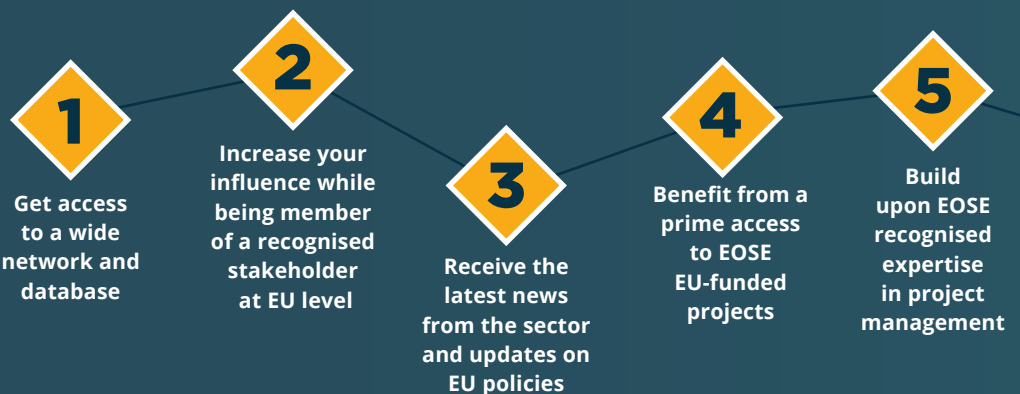 1
Get access
to a wide
network and
database
2
Increase your
influence while
being member
of a recognised
stakeholder
at EU level
3
Receive the
latest news
from the sector
and updates on
EU policies
4
Benefit from a
prime access
to EOSE
EU-funded
projects
5
Build
upon EOSE
recognised
expertise
in project
management